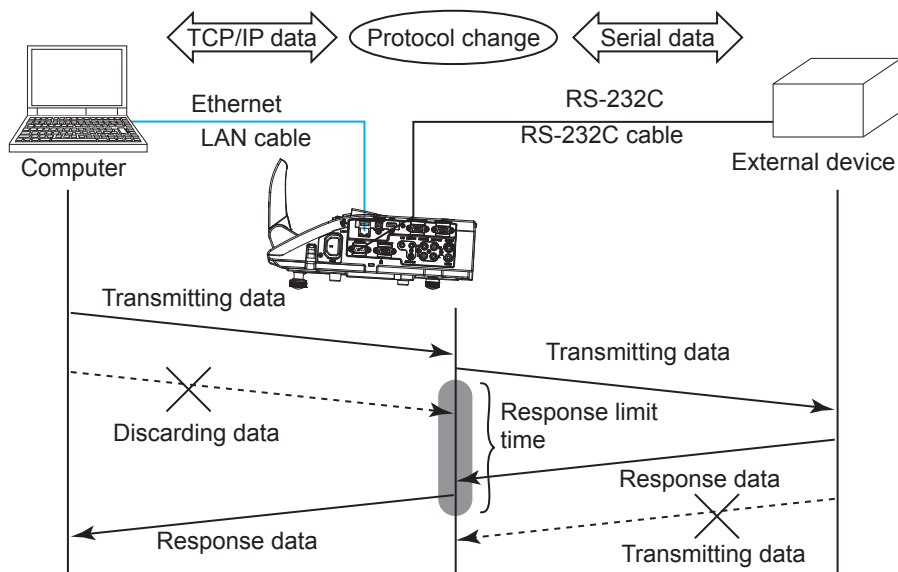 TCP/IP data
Protocol change
Serial data
Ethernet
LAN cable
RS-232C
RS-232C cable
Computer
External device
Transmitting data
Transmitting data
Discarding data
Response limit
time
Response data
Response data
Transmitting data